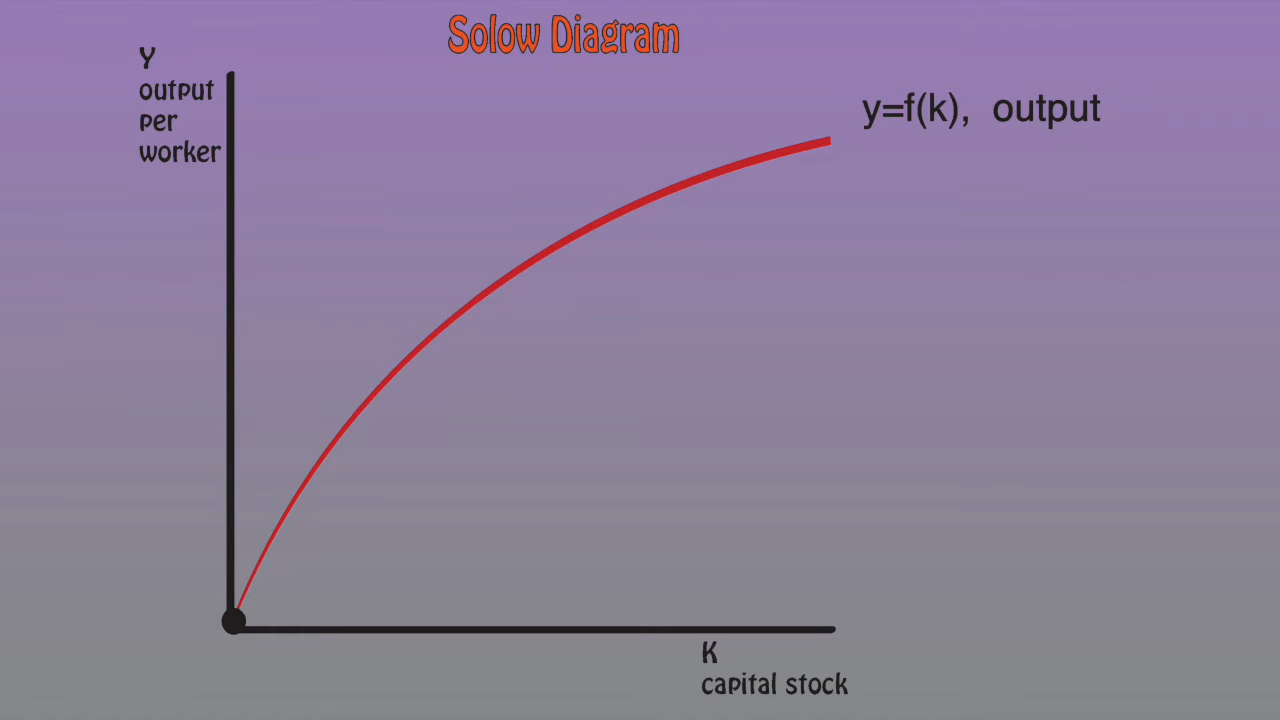 Solow Diagram
Y
output
per
worker
y=f(k),  output
K
capital stock